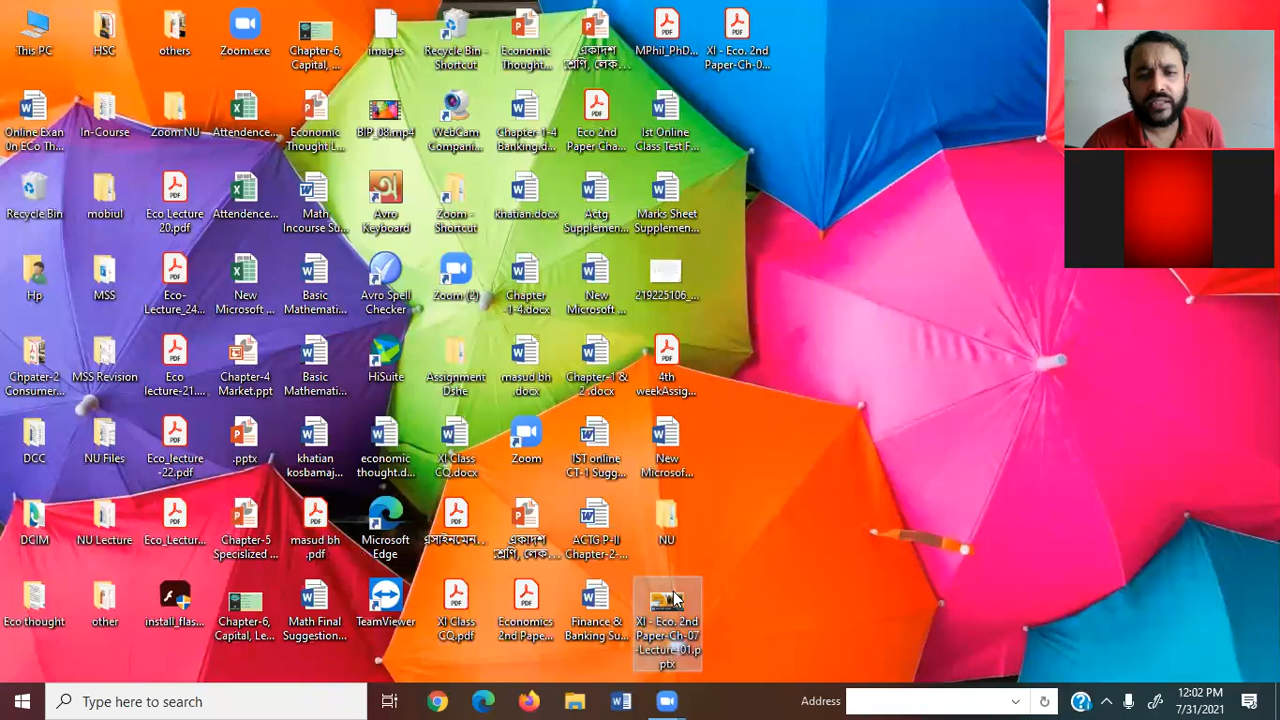 This PC
HSC
others
Zoom.exe
Chapter-6,
Capital, ...
images
Recycle Bin -
Shortcut
Economic
Thought...
একাদশ
শ্রেণি, লেক...
MPhil_PhD...
XI - Eco. 2nd
Paper-Ch-0...
Online Exan
0n ECo Th...
In-Course
Zoom NU
Attendence...
Economic
Thought L...
BIP_08.mp4
WebCam
Compani...
Chapter-1-4
Banking.d...
Eco 2nd
Paper Cha...
Ist Online
Class Test F...
Recycle Bin
mobiul
Eco Lecture
20.pdf
Attendence...
Math
Incourse Su...
Avro
Keyboard
Zoom -
Shortcut
khatian.docx
Actg
Supplemen...
Marks Sheet
Supplemen...
Hp
MSS
Eco-
Lecture_24...
New
Microsoft ...
Basic
Mathemati...
Avro Spell
Checker
Zoom (2)
Chapter
-1-4.docx
New
Microsoft ...
219225106_...
Chpater-2
Consumer...
MSS Revision
Eco
lecture-21....
Chapter-4
Market.ppt
Basic
Mathemati...
HiSuite
Assignment
Dshe
masud bh
.docx
Chapter-1 &
2 .docx
4th
weekAssig...
DCC
NU Files
Eco_lecture
-22.pdf
.pptx
khatian
kosbamaj...
economic
thought.d...
XI Class
CQ.docx
Zoom
IST online
CT-1 Sugg...
New
Microsof...
DCIM
NU Lecture
Eco_Lectur...
Chapter-5
Specislized ...
masud bh
.pdf
Microsoft
Edge
এসাইনমেন...
একাদশ
শ্রেণি, লেক...
ACTG P-II
Chapter-2-...
NU
Eco thought
other
install_flas...
Chapter-6,
Capital, Le...
Math Final
Suggestion...
TeamViewer
XI Class
CQ.pdf
Economics
2nd Pape...
Finance &
Banking Su...
XI - Eco. 2nd
Paper-Ch-07
-Lecture-01.p
ptx
Type here to search
Address
12:02 PM
7/31/2021